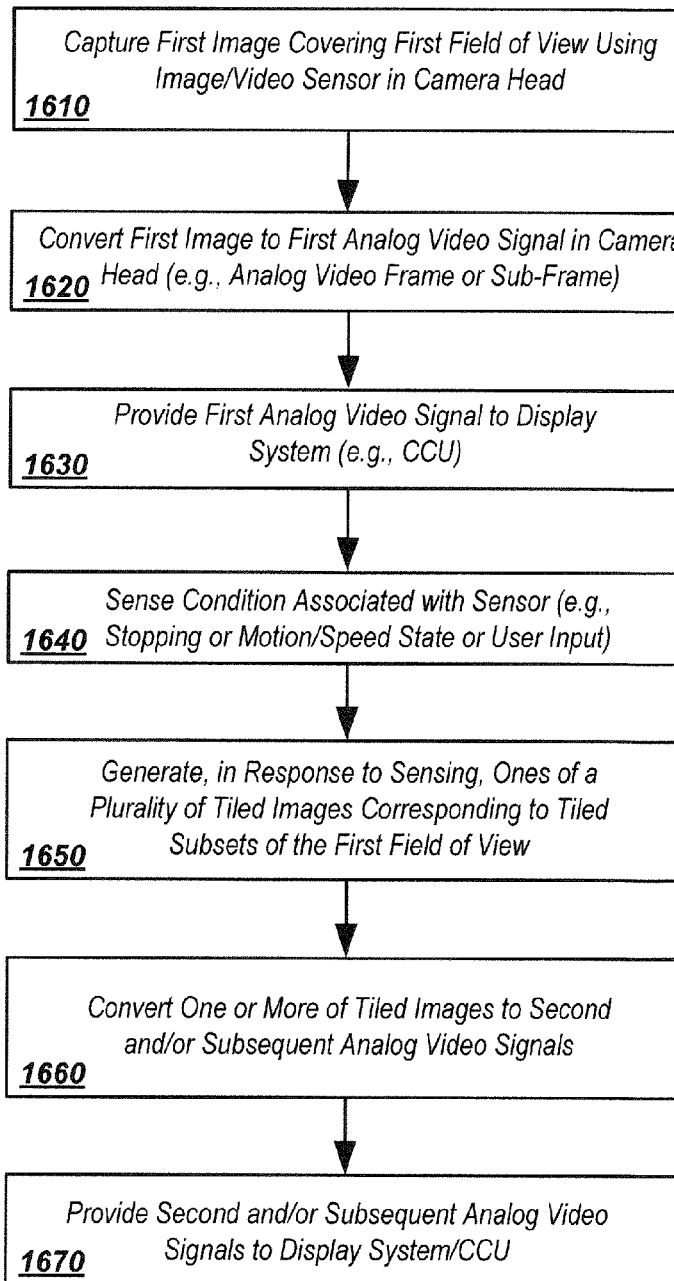 Capture First Image Covering First Field of View Using
Image/Video Sensor in Camera Head
1610
Convert First Image to First Analog Video Signal in Camera
Head (e.g., Analog Video Frame or Sub-Frame)
1620
Provide First Analog Video Signal to Display
System (e.g., CCU)
1630
Sense Condition Associated with Sensor (e.g.,
Stopping or Motion/Speed State or User Input)
1640
Generate, in Response to Sensing, Ones of a
Plurality of Tiled Images Corresponding to Tiled
Subsets of the First Field of View
1650
Convert One or More of Tiled Images to Second
and/or Subsequent Analog Video Signals
1660
Provide Second and/or Subsequent Analog Video
Signals to Display System/CCU
1670